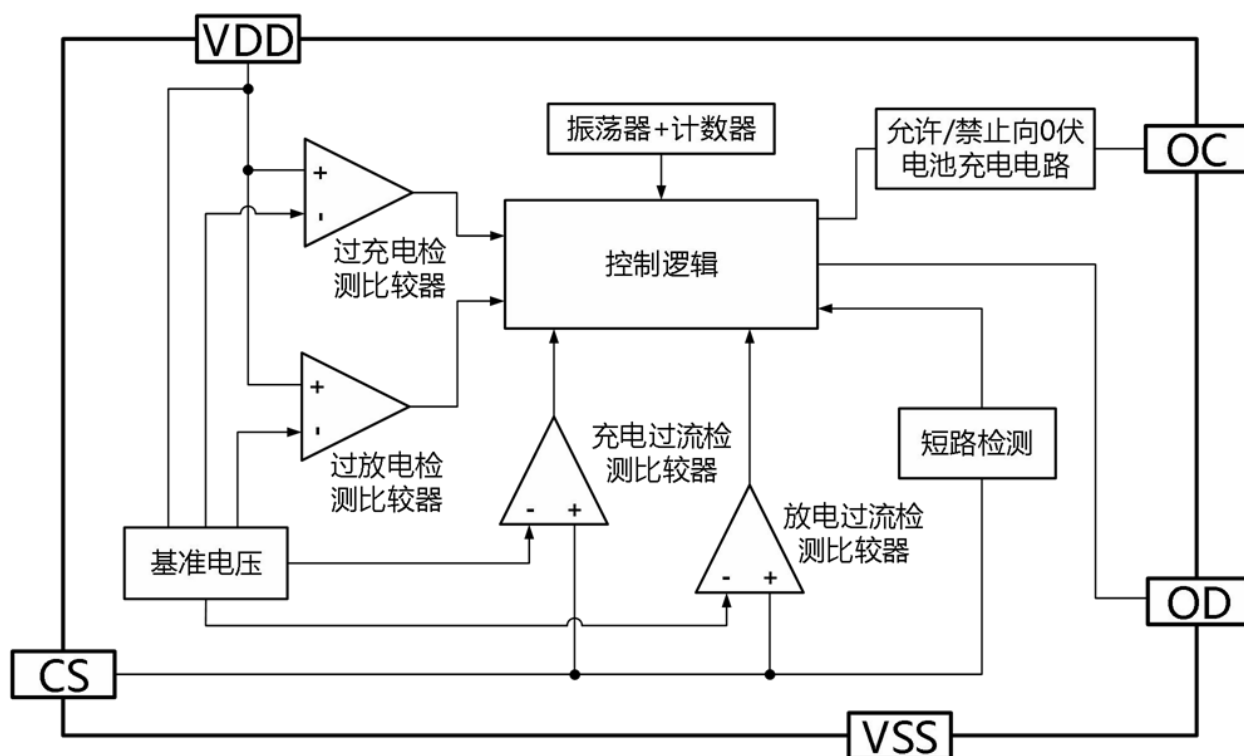 VDD
振荡器+计数器
允许/禁止向0伏
电池充电电路
OC
+
-
过充电检
测比较器
控制逻辑
+
-
过放电检
测比较器
充电过流检
测比较器
短路检测
- +
放电过流检
测比较器
基准电压
- +
OD
CS
VSS